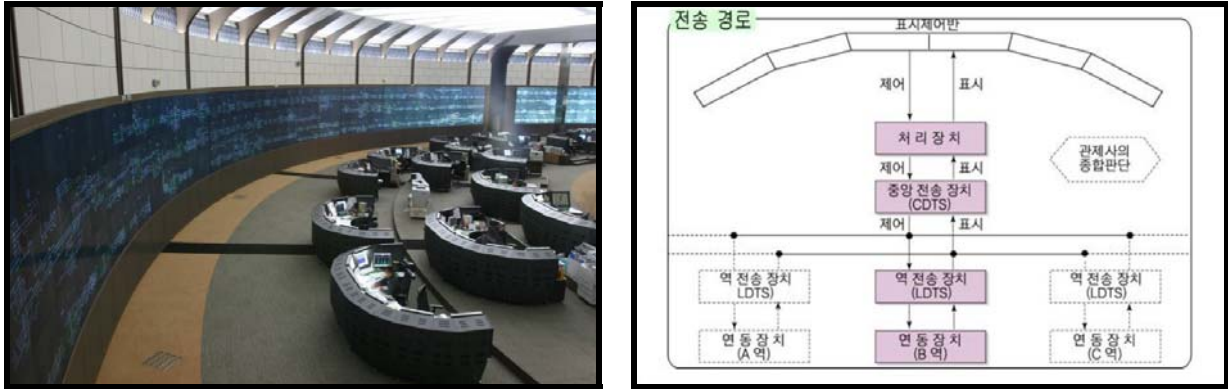 전송 경로
표시제어반
제어 표시
처 리 장 치
제어 표시
관제사의
종합판단
중앙 전송 장치
(CDTS)
제어 표시
역 전송 장치
LDTS)
역 전송 장치
(LDTS)
역 전송 장치
(LDTS)
연 동 장 치
(A 역)
연 동 장 치
(B 역)
연 동 장 치
(C 역)